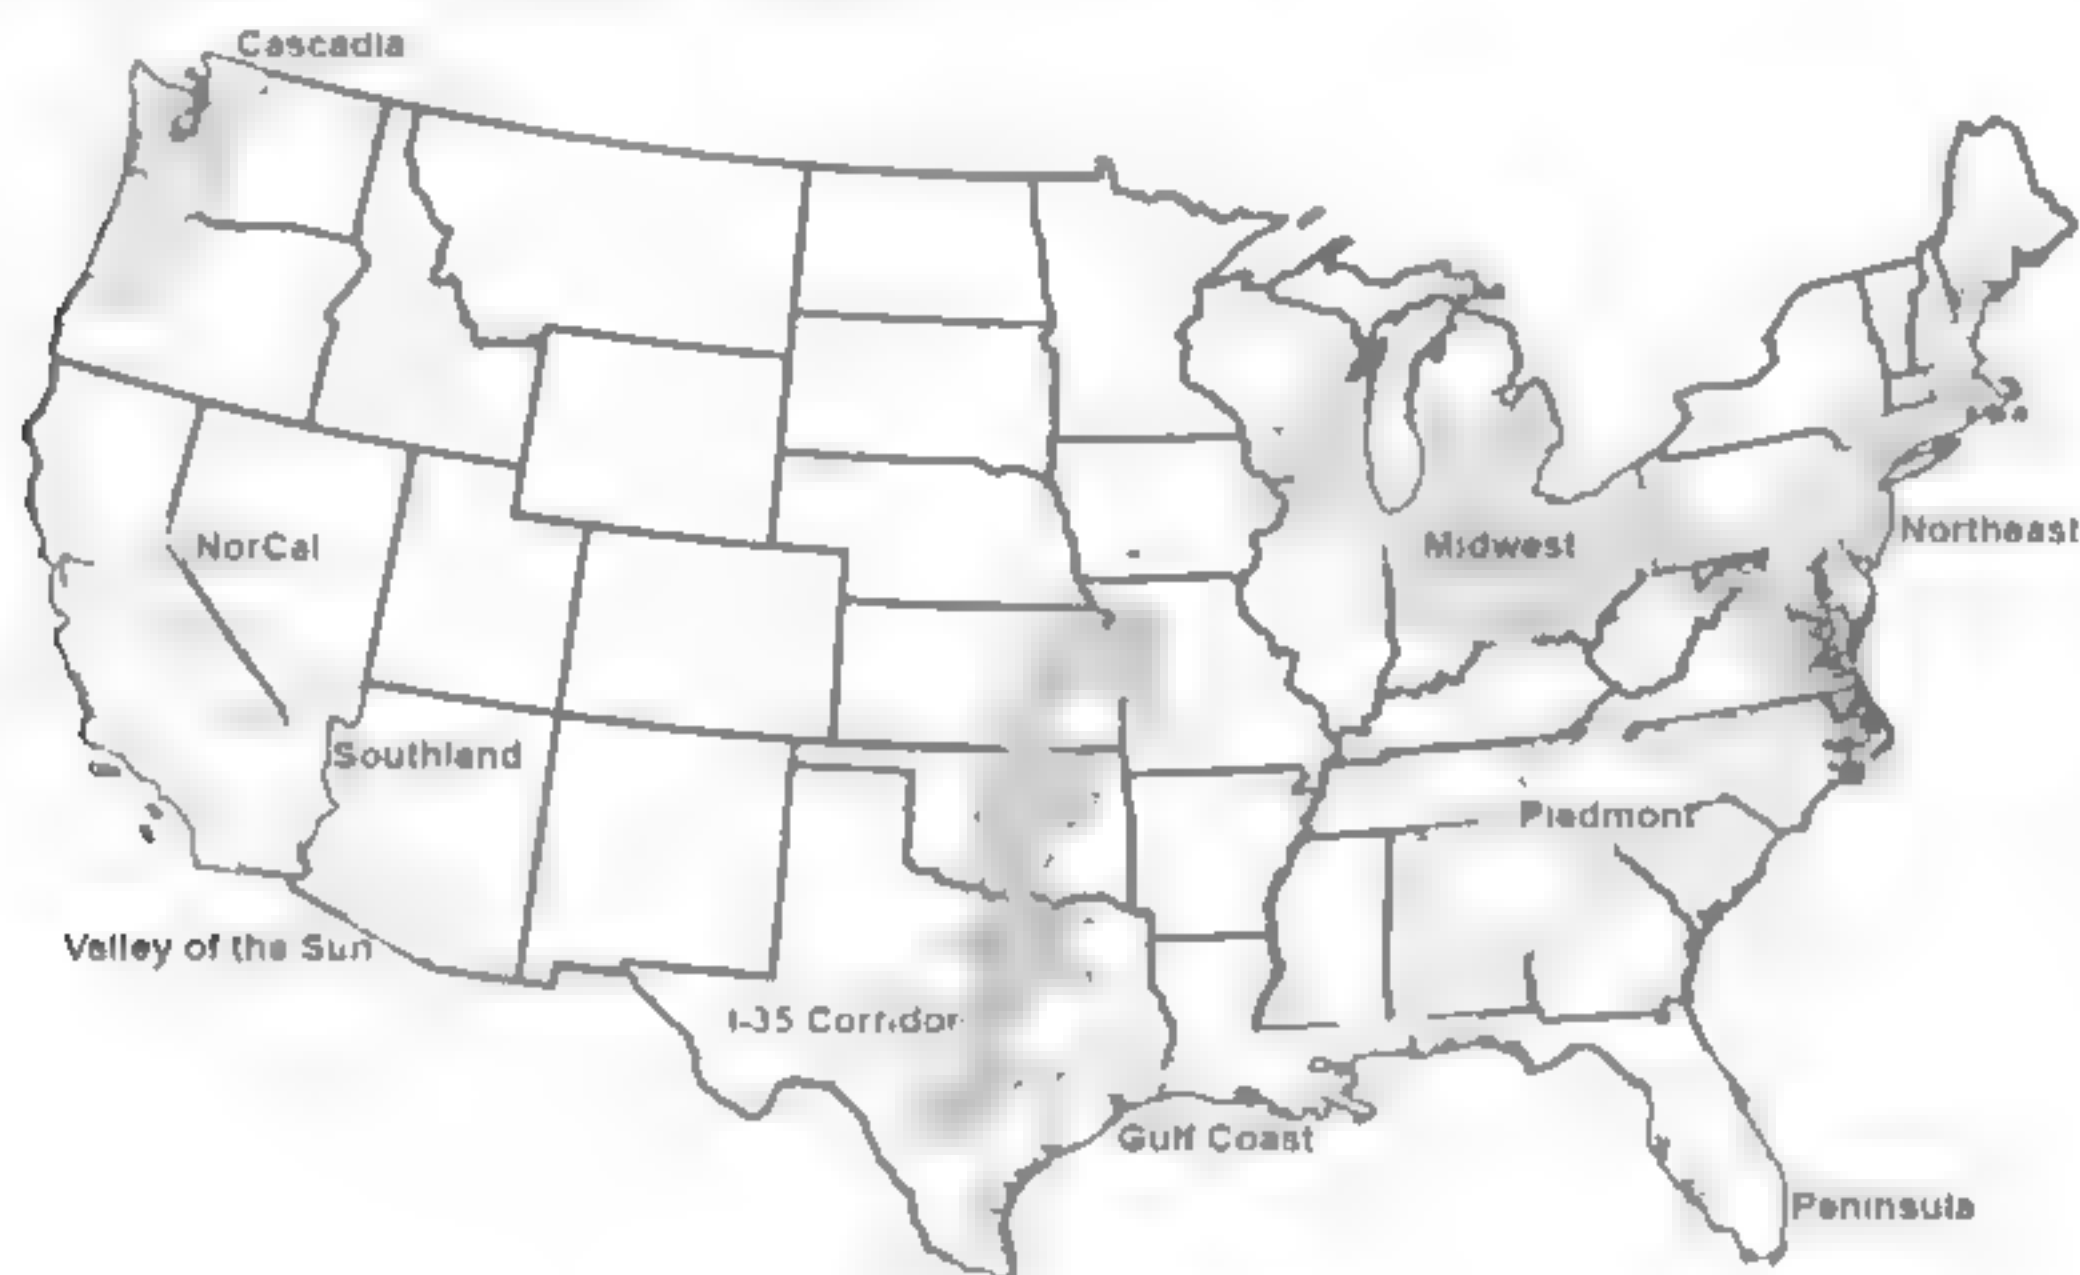 Cascadia
NorCal
Midwest
Northeast
Southland
Piedmont
Valley of the Sun
I-35 Corridor
Gulf Coast
Peninsula